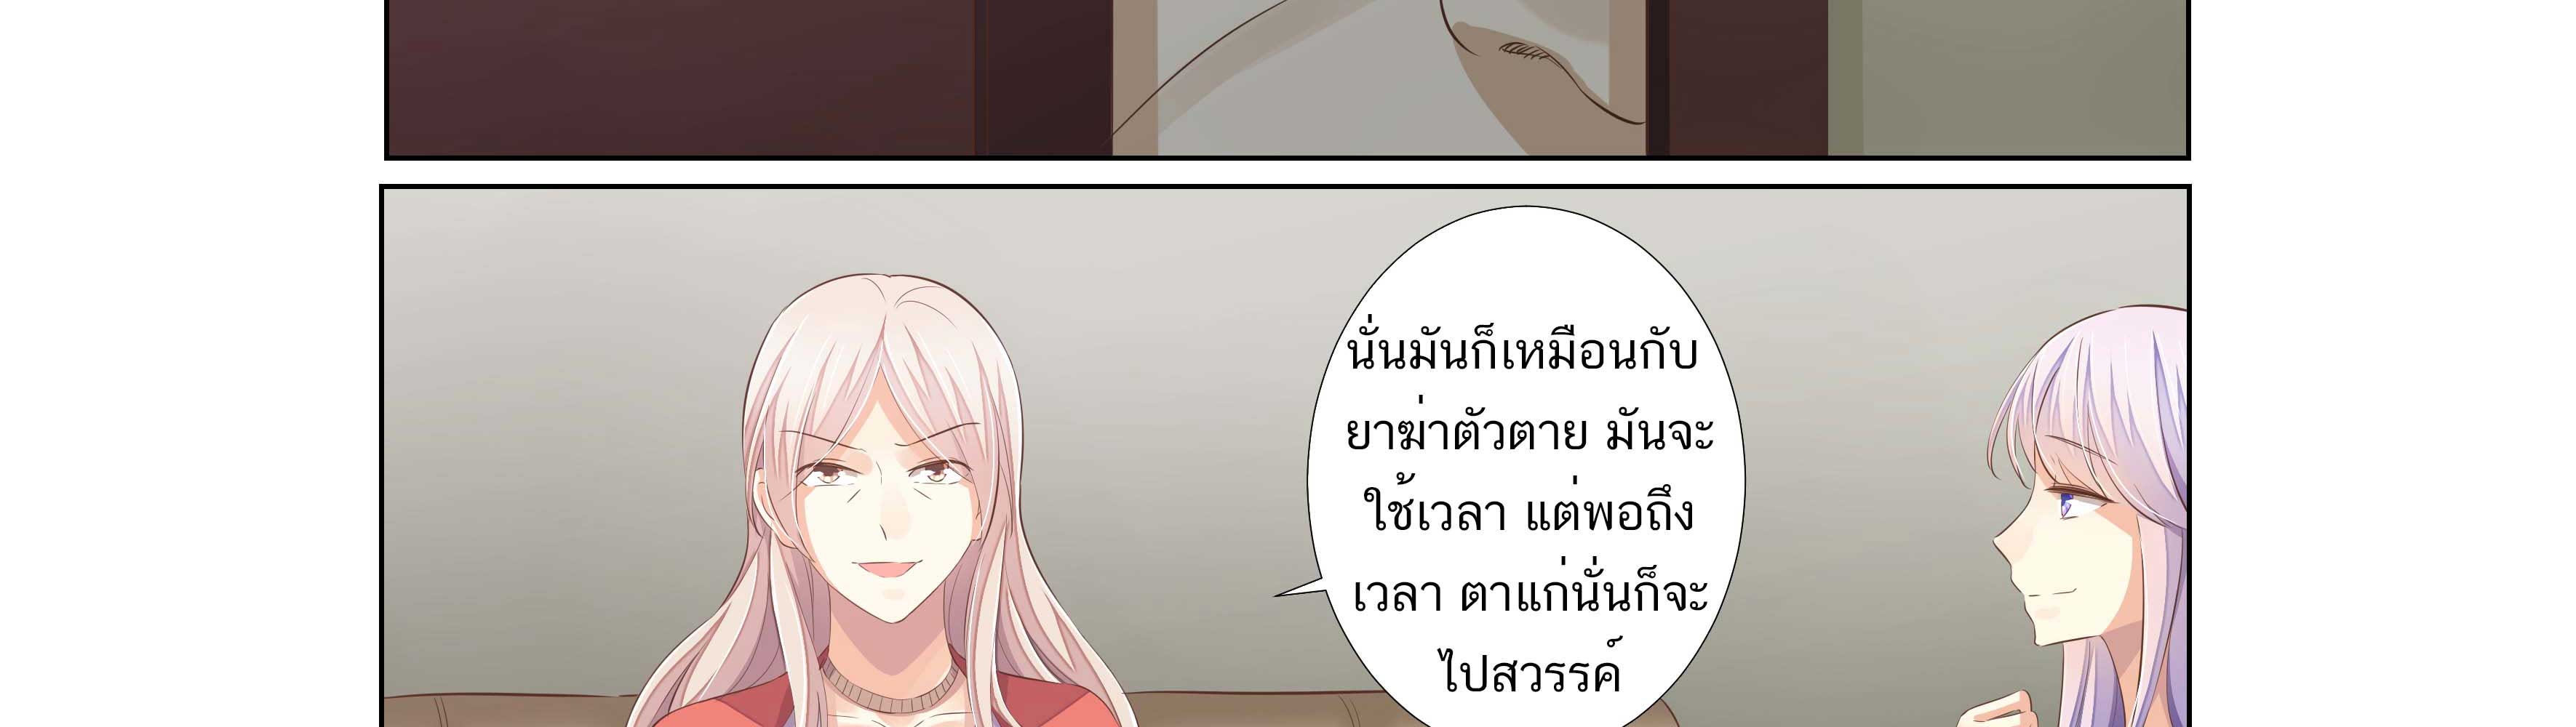 นั่นมันก็เหมือนกับ
ยาฆ่าตัวตาย มันจะ
ใช้เวลา แต่พอถึง
เวลา ตาแก่นั่นก็จะ
ไปสวรรค์